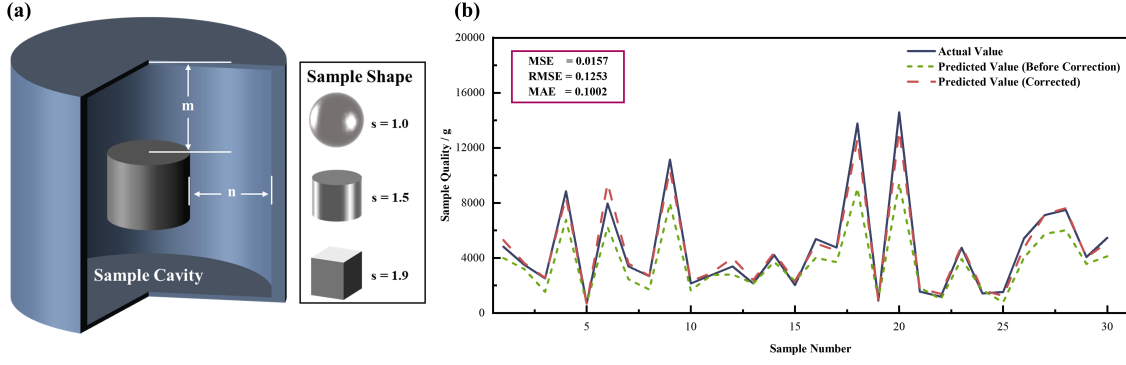 (a)
m
n
Sample Cavity
Sample Shape
s = 1.0
s = 1.5
s = 1.9
(b)
MSE = 0.0157
RMSE = 0.1253
MAE = 0.1002
Actual Value
Predicted Value (Before Correction)
Predicted Value (Corrected)
Sample Quality / g
20000
16000
12000
8000
4000
0
5 10 15 20 25 30
Sample Number